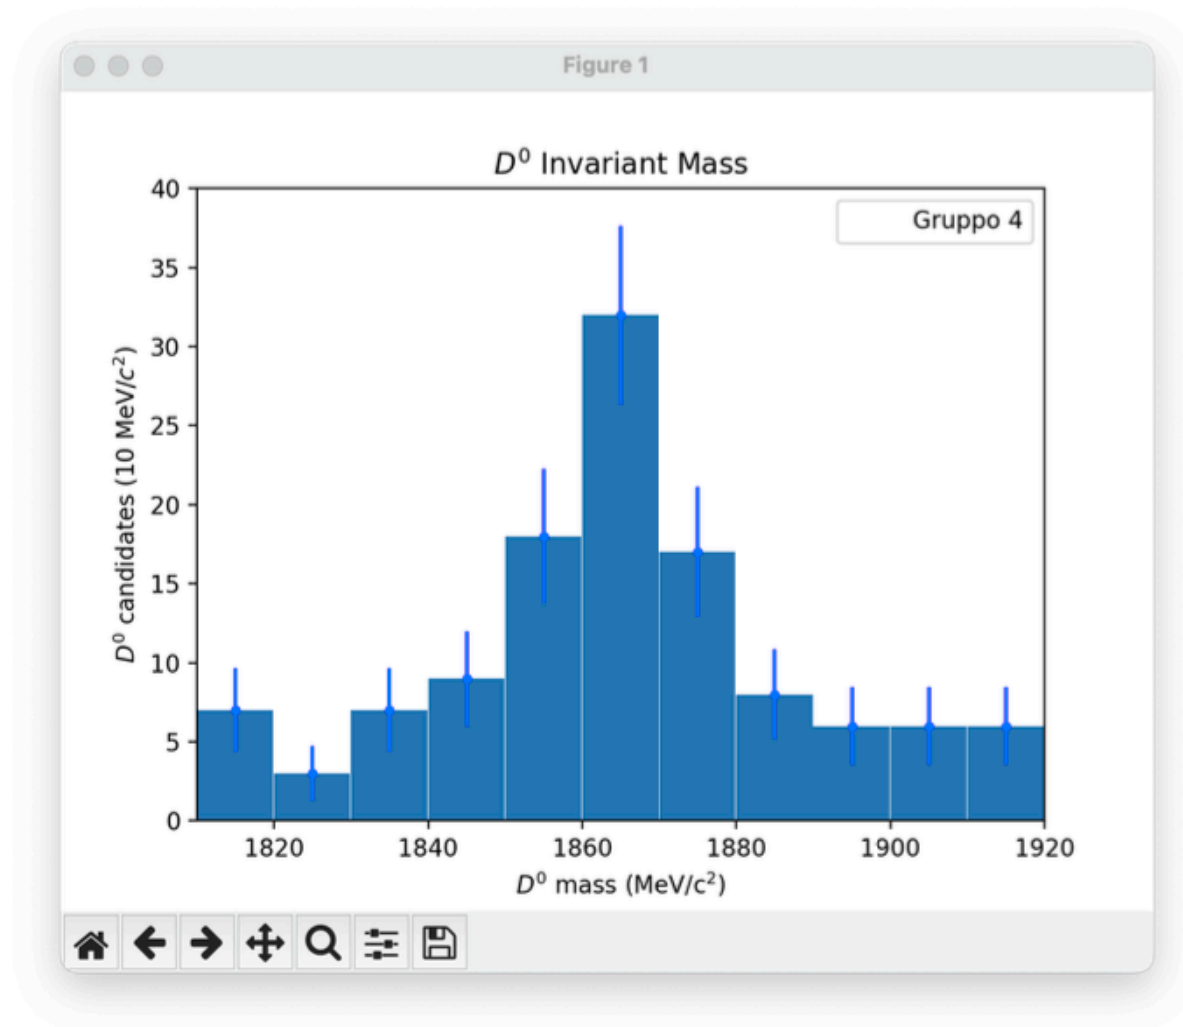 Figure 1
D⁰ Invariant Mass
Gruppo 4
40
35
30
25
20
15
10
5
0
D⁰ candidates (10 MeV/c²)
1820 1840 1860 1880 1900 1920
D⁰ mass (MeV/c²)